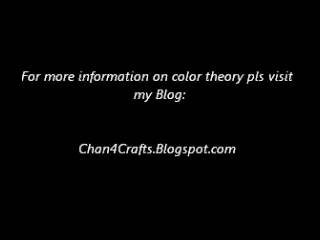 For more information on color theory pls visit
my Blog:
Chan4Crafts.Blogspot.com